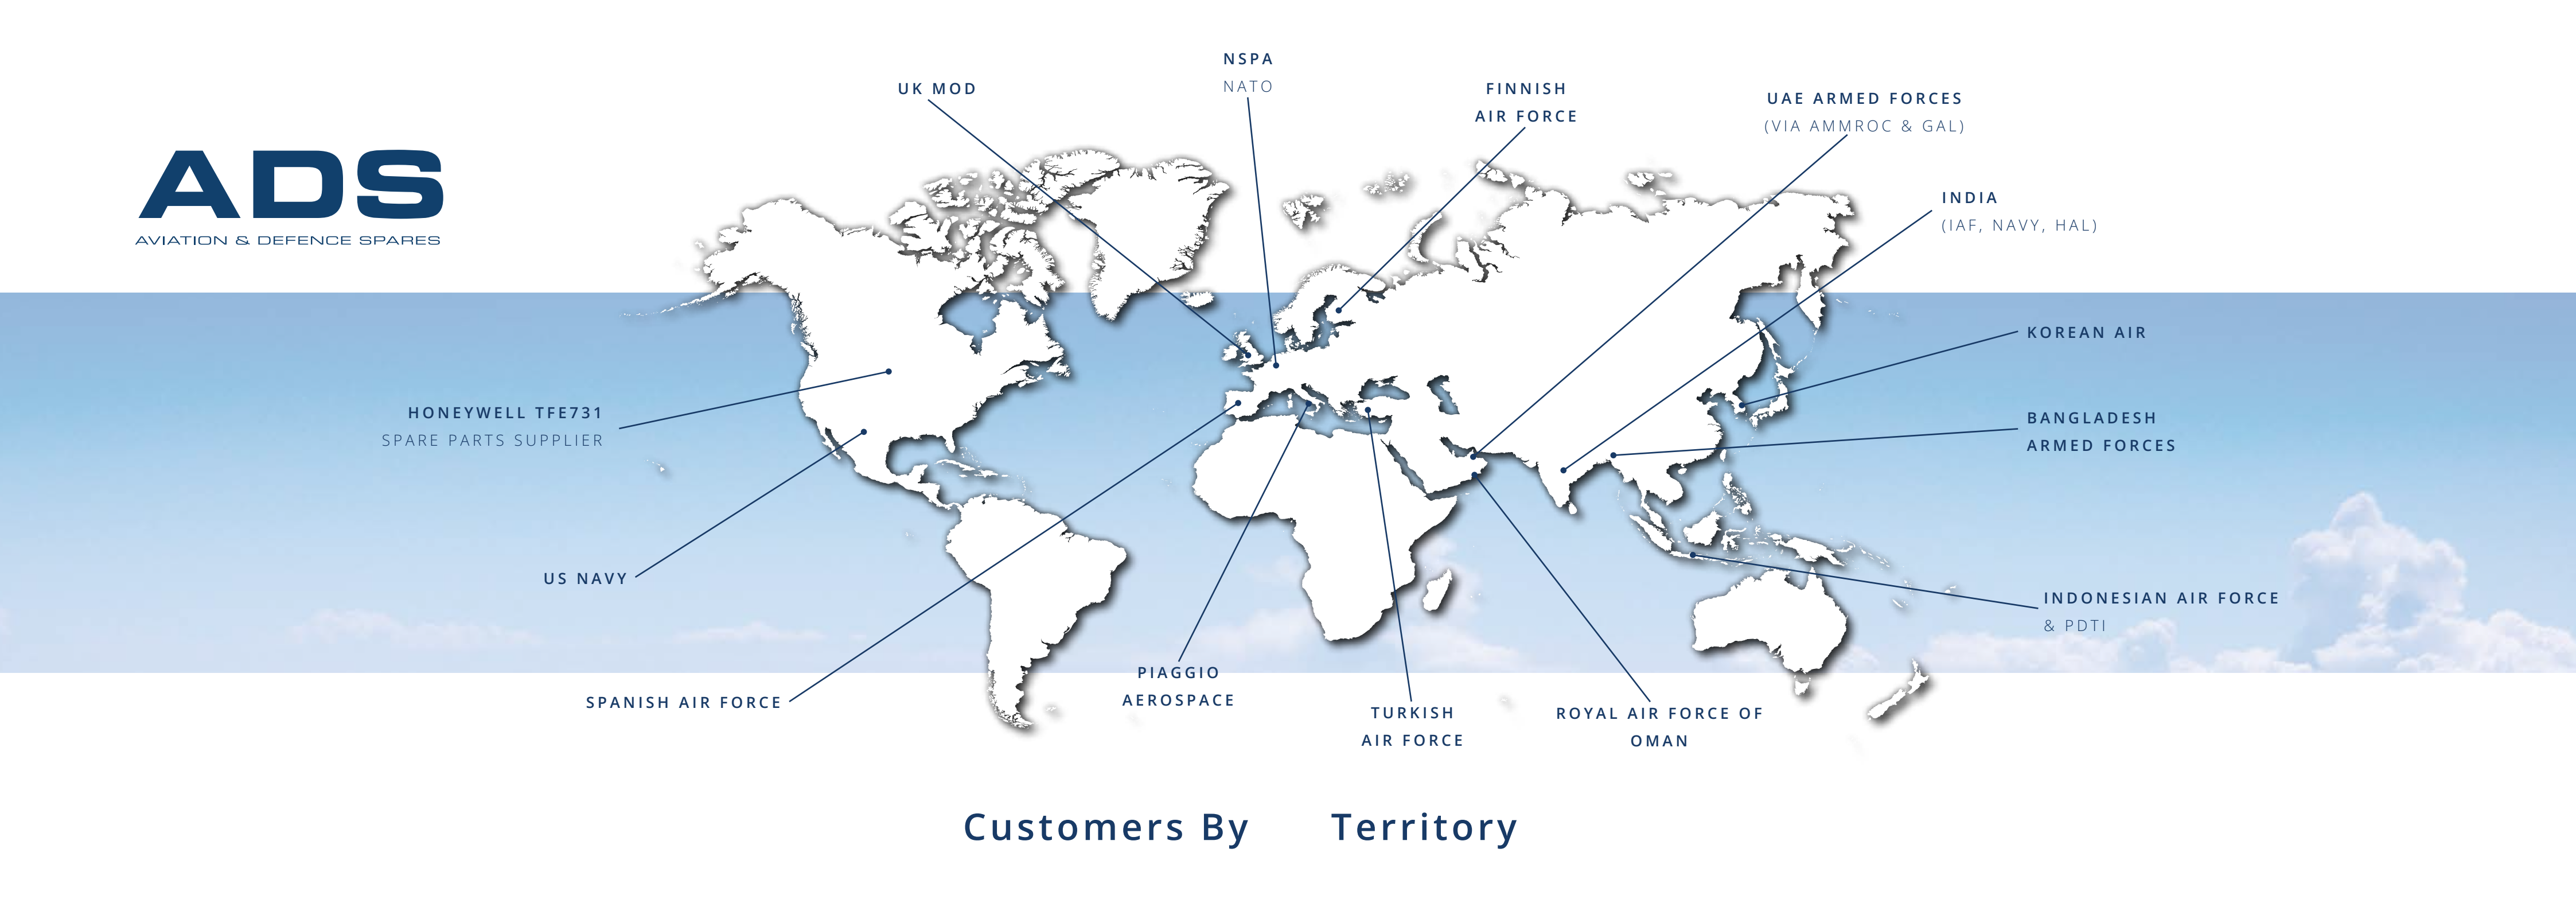 ADS
AVIATION & DEFENCE SPARES
UK MOD
NSPA
NATO
FINNISH
AIR FORCE
UAE ARMED FORCES
(VIA AMMROC & GAL)
INDIA
(IAF, NAVY, HAL)
KOREAN AIR
BANGLADESH
ARMED FORCES
INDONESIAN AIR FORCE
& PDTI
HONEYWELL TFE731
SPARE PARTS SUPPLIER
US NAVY
SPANISH AIR FORCE
PIAGGIO
AEROSPACE
TURKISH
AIR FORCE
ROYAL AIR FORCE OF
OMAN
Customers By Territory